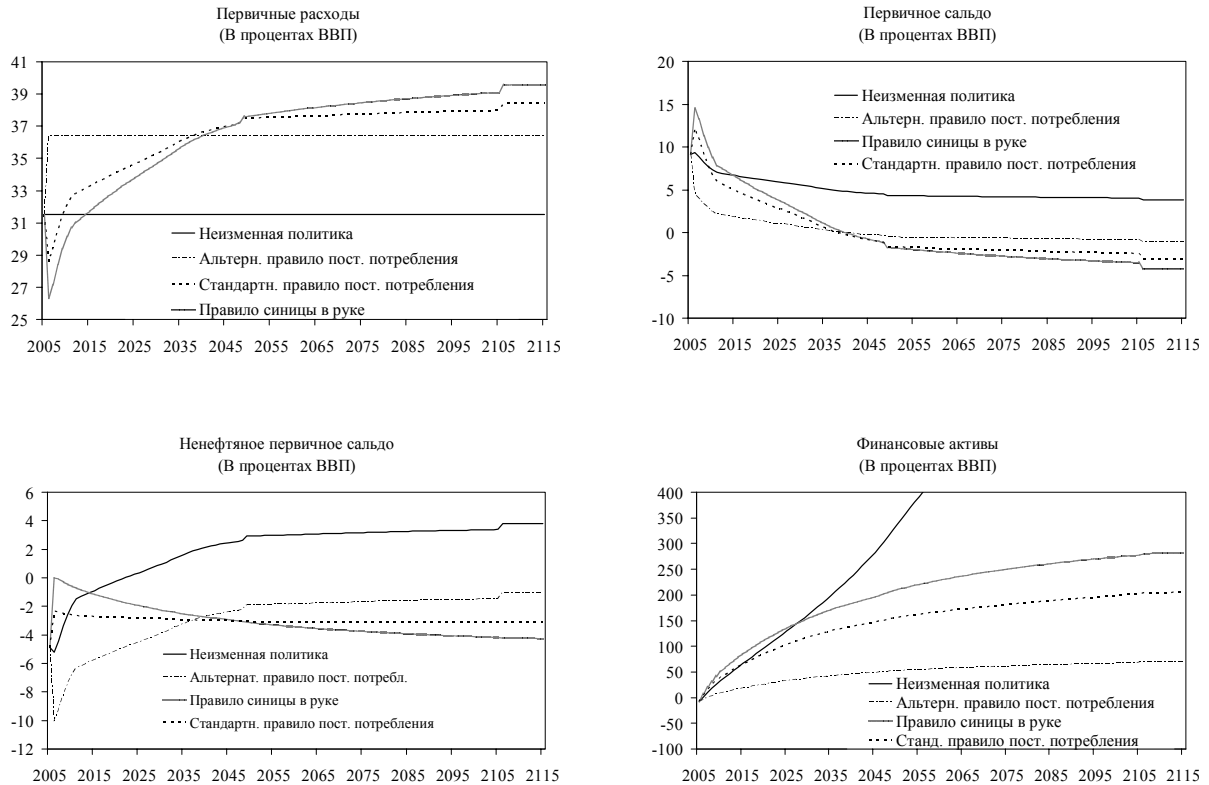 Первичные расходы
(В процентах ВВП)
41
39
37
35
33
31
29
27
25
Неизменная политика
Альтерн. правило пост. потребления
Стандартн. правило пост. потребления
Правило синицы в руке
2005 2015 2025 2035 2045 2055 2065 2075 2085 2095 2105 2115
Первичное сальдо
(В процентах ВВП)
20
15
10
5
0
-5
-10
Неизменная политика
Альтерн. правило пост. потребления
Правило синицы в руке
Стандартн. правило пост. потребления
2005 2015 2025 2035 2045 2055 2065 2075 2085 2095 2105 2115
Ненефтяное первичное сальдо
(В процентах ВВП)
6
4
2
0
-2
-4
-6
-8
-10
-12
Неизменная политика
Альтернат. правило пост. потребл.
Правило синицы в руке
Стандартн. правило пост. потребления
2005 2015 2025 2035 2045 2055 2065 2075 2085 2095 2105 2115
Финансовые активы
(В процентах ВВП)
400
350
300
250
200
150
100
50
0
-50
-100
Неизменная политика
Альтерн. правило пост. потребления
Правило синицы в руке
Станд. правило пост. потребления
2005 2015 2025 2035 2045 2055 2065 2075 2085 2095 2105 2115